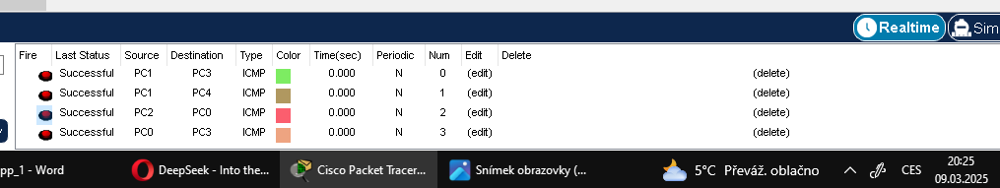 Realtime Sim
Fire Last Status Source Destination Type Color Time(sec) Periodic Num Edit Delete
Successful PC1 PC3 ICMP 0.000 N 0 (edit) (delete)
Successful PC1 PC4 ICMP 0.000 N 1 (edit) (delete)
Successful PC2 PC0 ICMP 0.000 N 2 (edit) (delete)
Successful PC0 PC3 ICMP 0.000 N 3 (edit) (delete)
pp_1 - Word DeepSeek - Into the... Cisco Packet Tracer... Snímek obrazovky (... 5°C Převáž. oblačno CES 20:25
09.03.2025